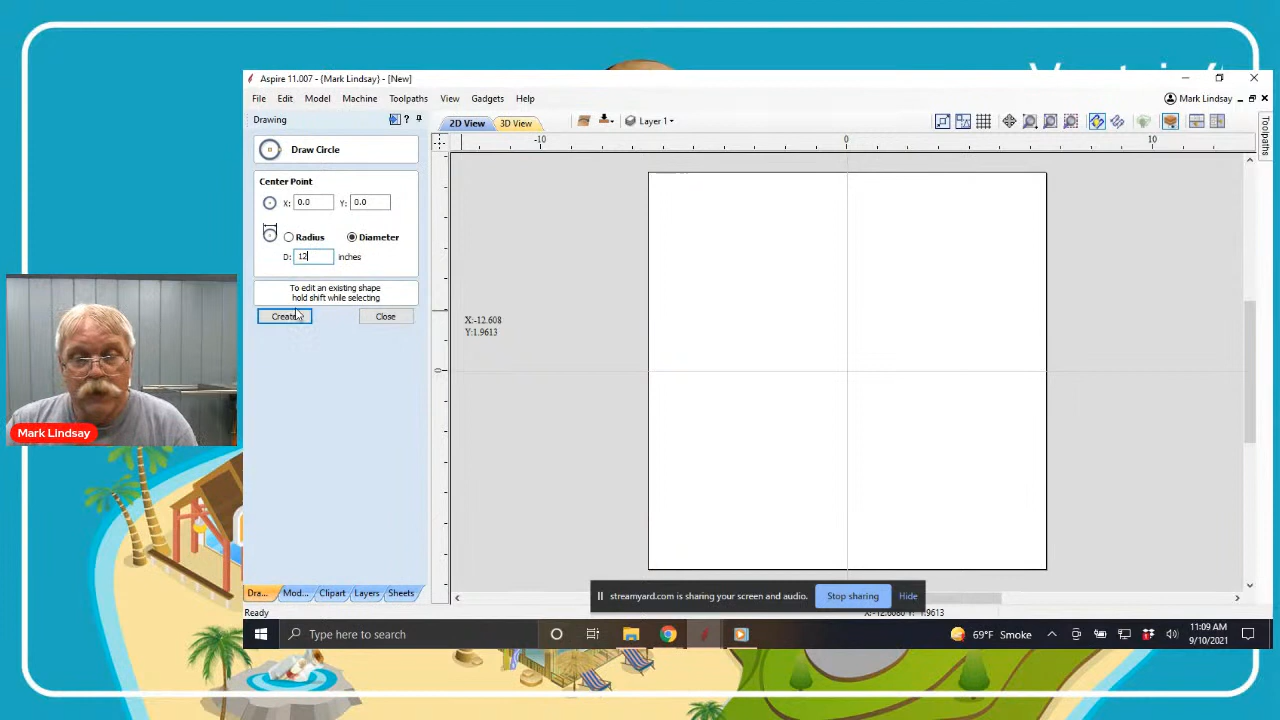 Aspire 11.007 - {Mark Lindsay} - [New]
File Edit Model Machine Toolpaths View Gadgets Help
Mark Lindsay
Drawing
2D View 3D View
Layer 1
Toolpaths
-10 0 10
Draw Circle
Center Point
X: 0.0 Y: 0.0
Radius Diameter
D: 12 inches
To edit an existing shape
hold shift while selecting
Create Close
X:-12.608
Y:1.9613
0
Mark Lindsay
Dra... Mod... Clipart Layers Sheets
streamyard.com is sharing your screen and audio. Stop sharing Hide
Ready
Type here to search
69°F Smoke
11:09 AM
9/10/2021